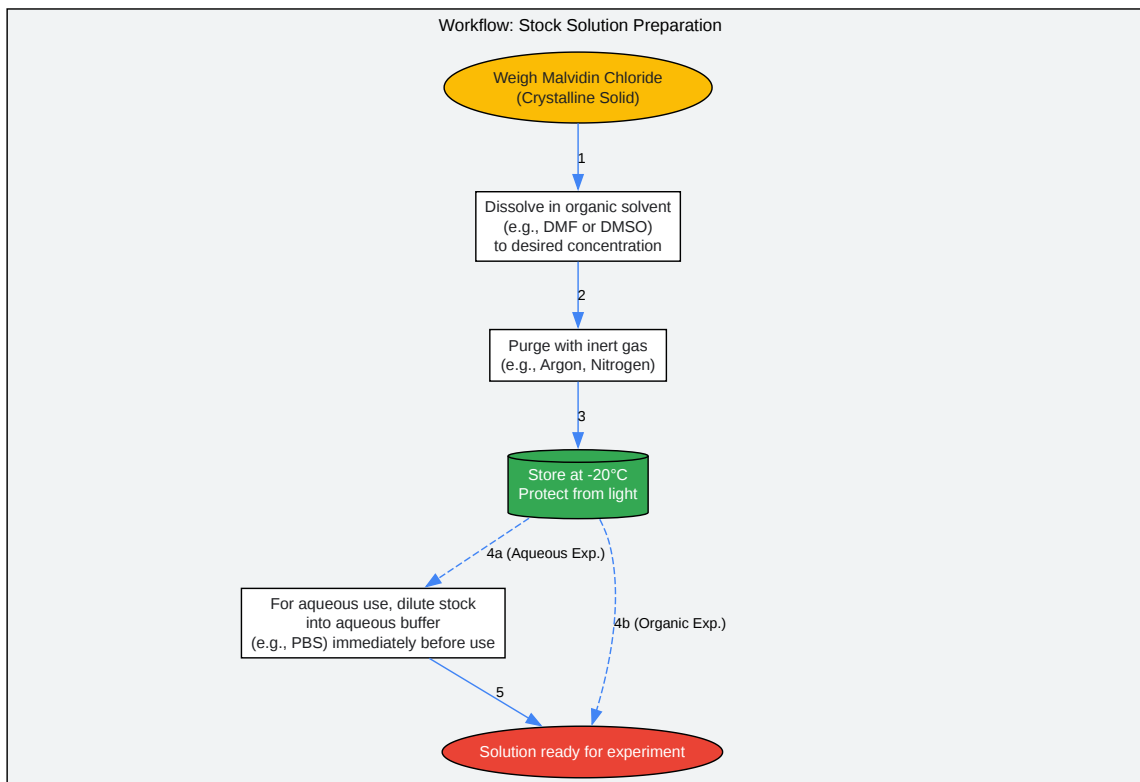 Workflow: Stock Solution Preparation
Weigh Malvidin Chloride
(Crystalline Solid)
1
Dissolve in organic solvent
(e.g., DMF or DMSO)
to desired concentration
2
Purge with inert gas
(e.g., Argon, Nitrogen)
3
Store at -20°C
Protect from light
4a (Aqueous Exp.)
For aqueous use, dilute stock
into aqueous buffer
(e.g., PBS) immediately before use
4b (Organic Exp.)
5
Solution ready for experiment